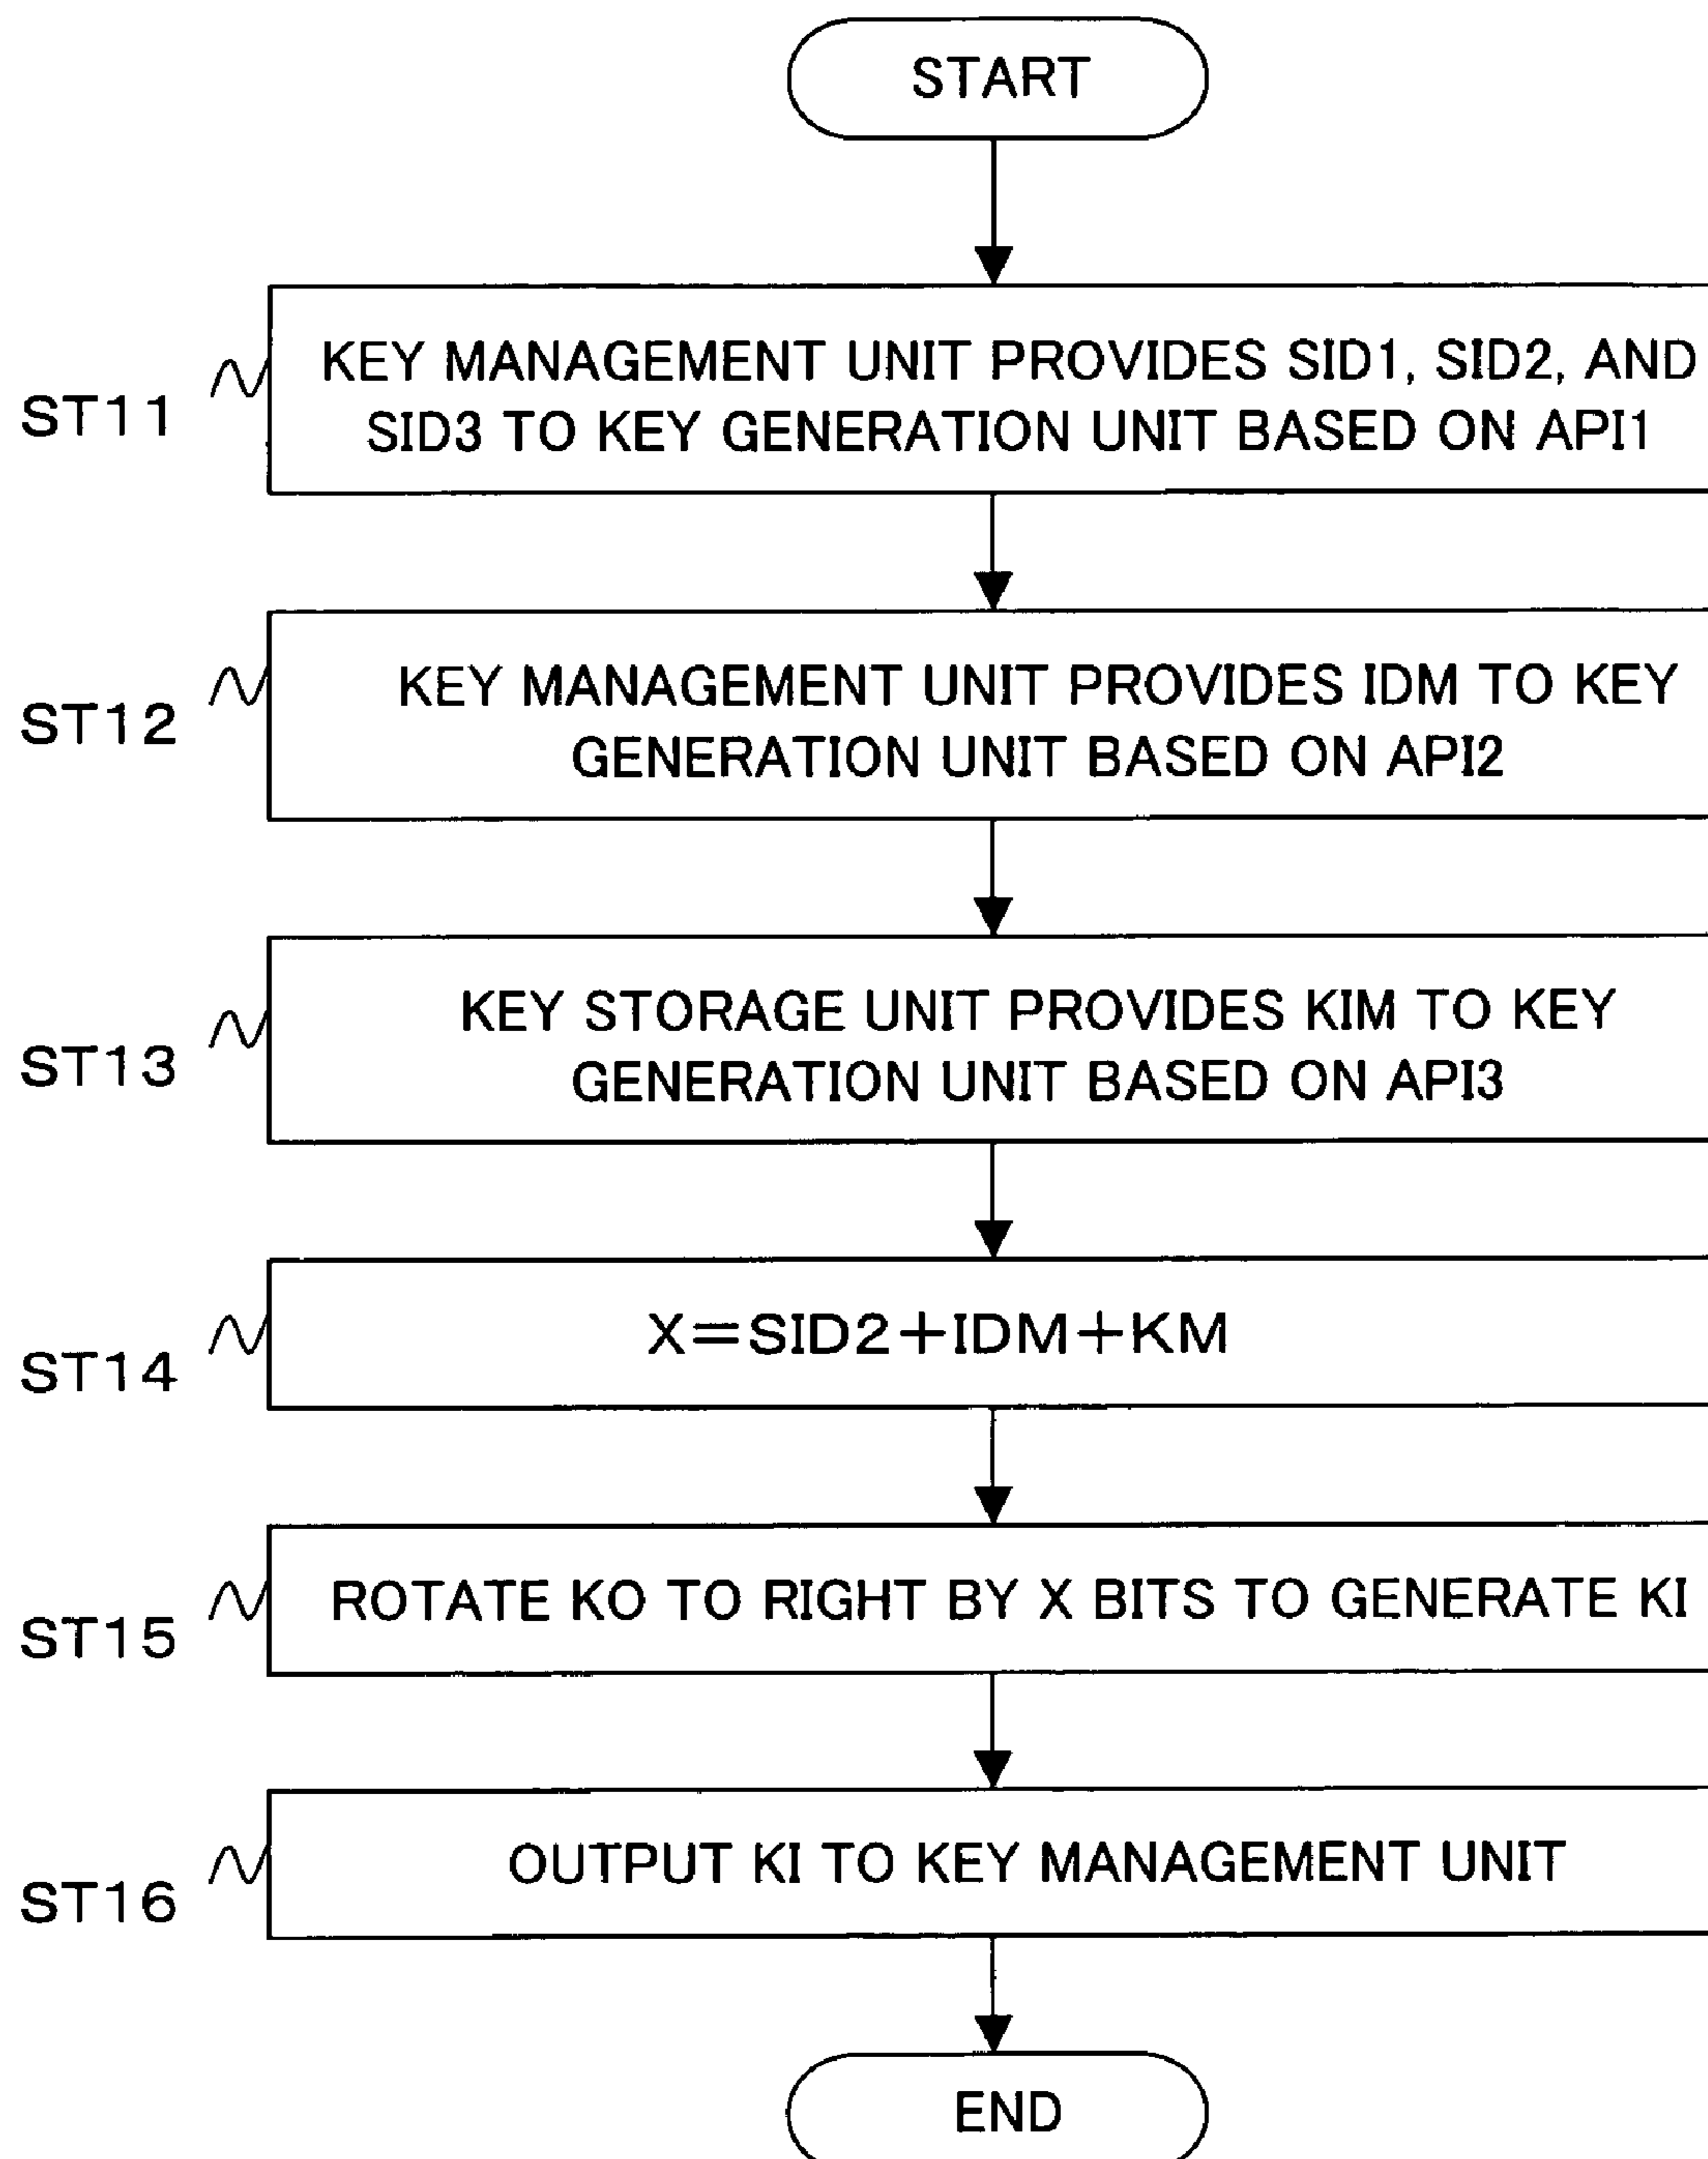 START
ST11
KEY MANAGEMENT UNIT PROVIDES SID1, SID2, AND
SID3 TO KEY GENERATION UNIT BASED ON API1
ST12
KEY MANAGEMENT UNIT PROVIDES IDM TO KEY
GENERATION UNIT BASED ON API2
ST13
KEY STORAGE UNIT PROVIDES KIM TO KEY
GENERATION UNIT BASED ON API3
ST14
X=SID2+IDM+KM
ST15
ROTATE KO TO RIGHT BY X BITS TO GENERATE KI
ST16
OUTPUT KI TO KEY MANAGEMENT UNIT
END